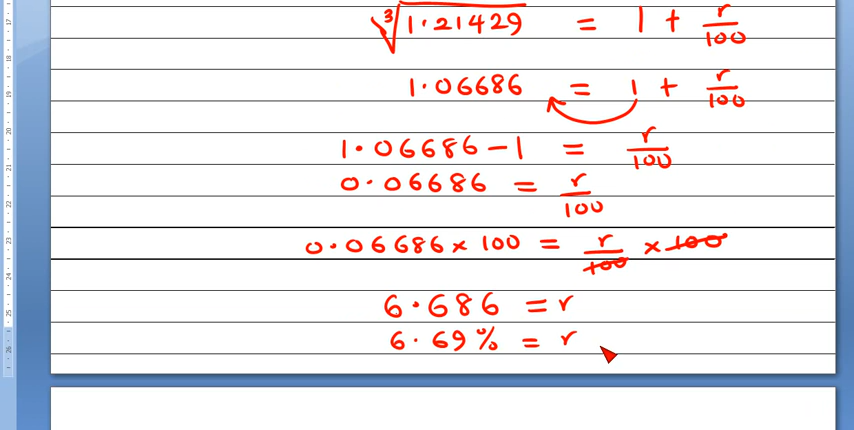 ∛1.21429 = 1 + r/100
1.06686 = 1 + r/100
1.06686 - 1 = r/100
0.06686 = r/100
0.06686 × 100 = r/100 × 100
6.686 = r
6.69% = r